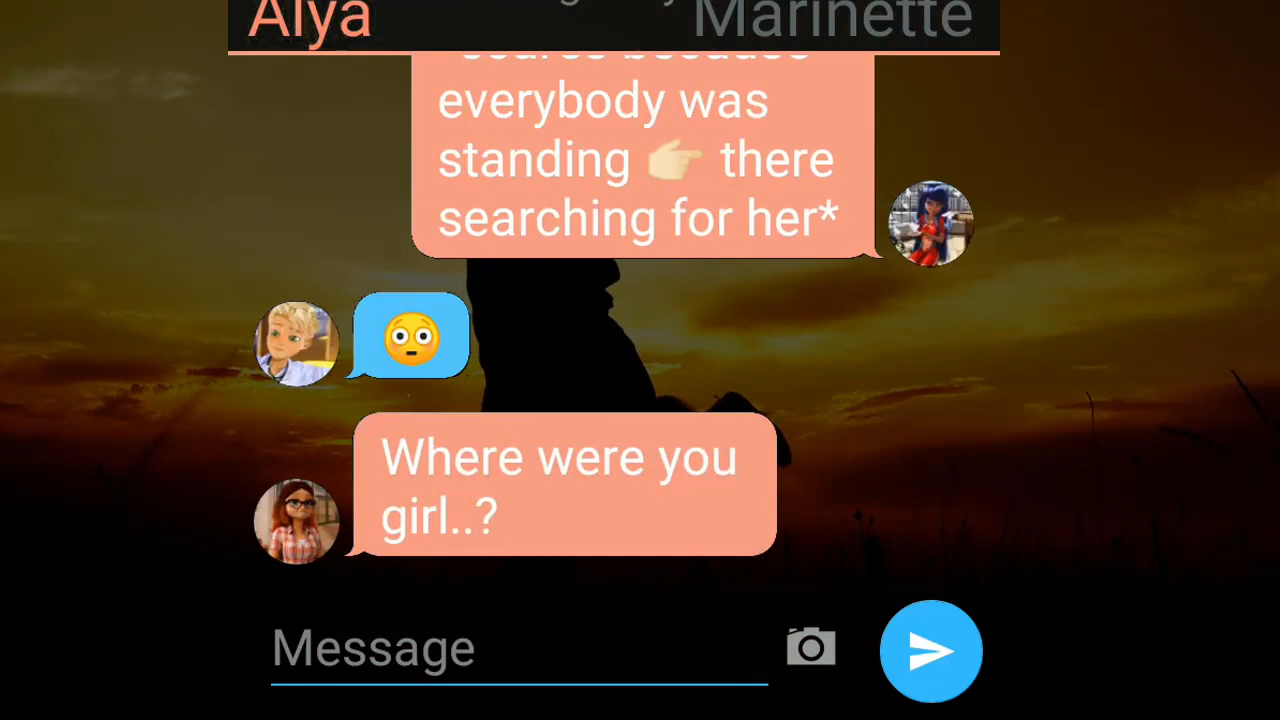 Alya Marinette
everybody was
standing 👉 there
searching for her*
😳
Where were you
girl..?
Message